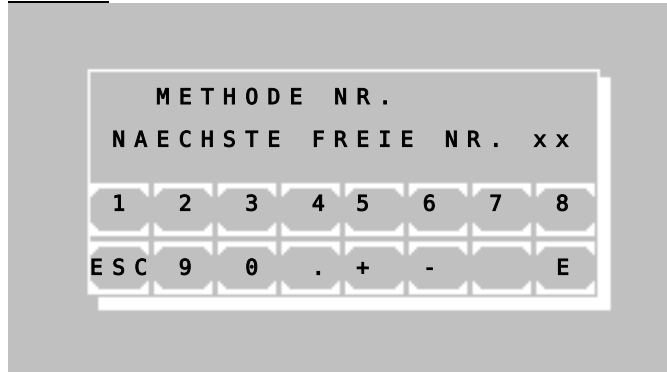 METHODE NR.
NAECHSTE FREIE NR. xx
1 2 3 4 5 6 7 8
ESC 9 0 . + - E